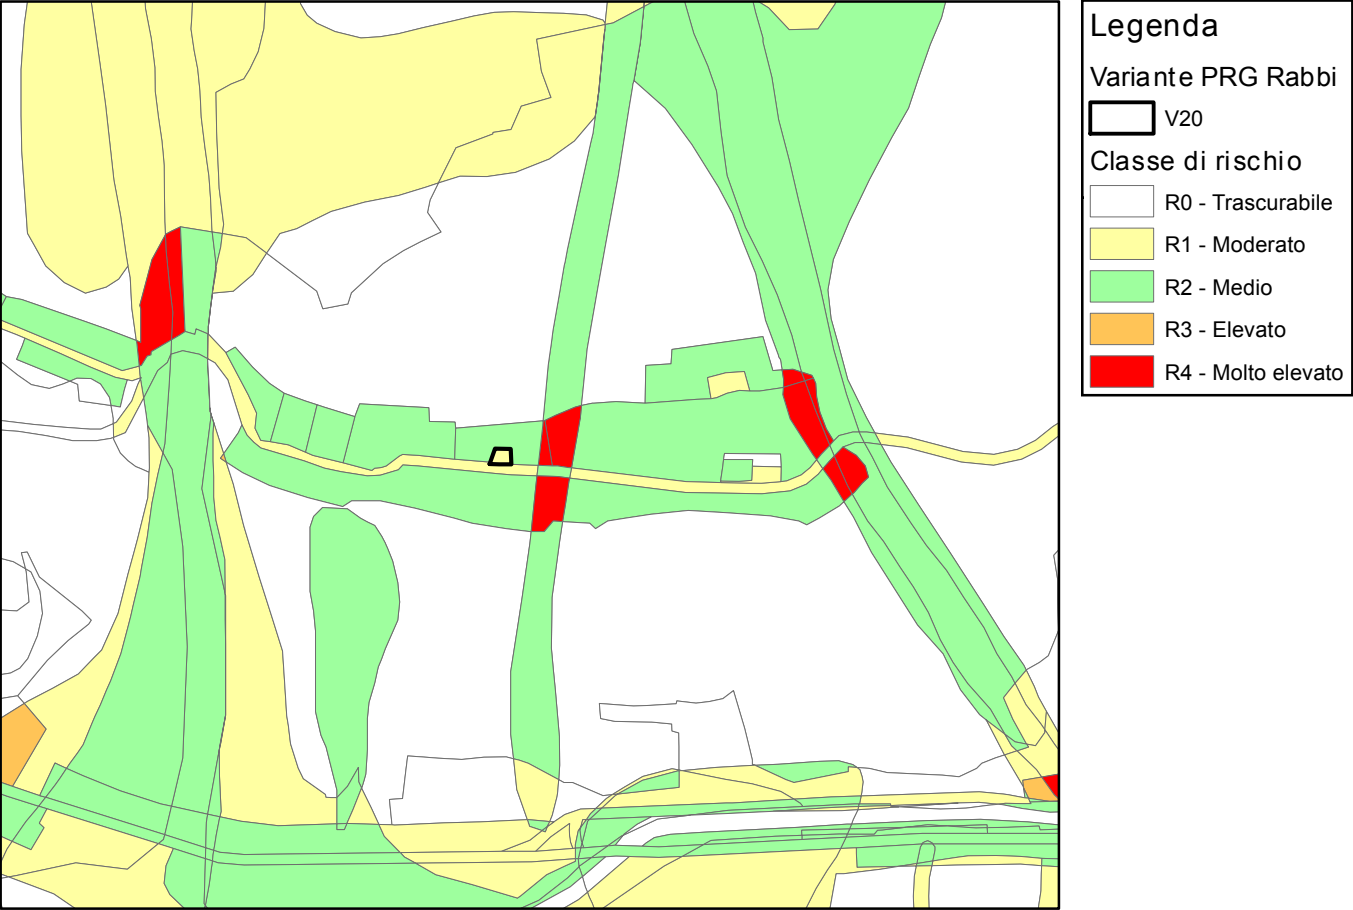 Legenda
Variante PRG Rabbi
V20
Classe di rischio
R0 - Trascurabile
R1 - Moderato
R2 - Medio
R3 - Elevato
R4 - Molto elevato